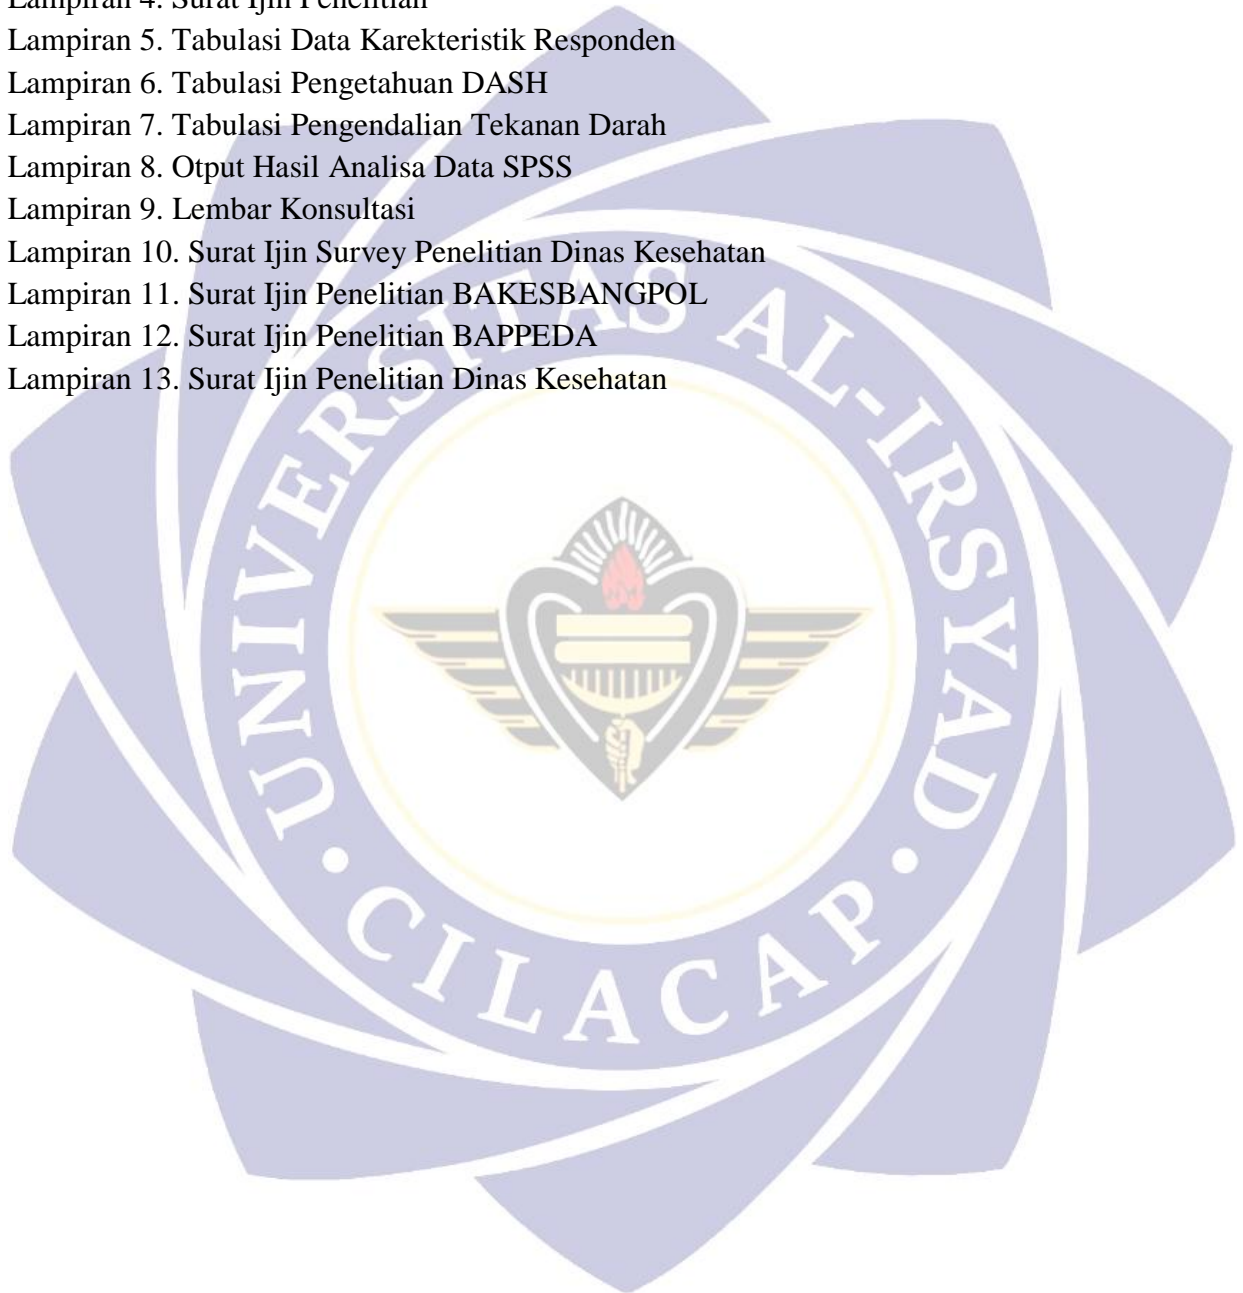 Lampiran 4. Surat Ijin Penelitian
Lampiran 5. Tabulasi Data Karekteristik Responden
Lampiran 6. Tabulasi Pengetahuan DASH
Lampiran 7. Tabulasi Pengendalian Tekanan Darah
Lampiran 8. Otput Hasil Analisa Data SPSS
Lampiran 9. Lembar Konsultasi
Lampiran 10. Surat Ijin Survey Penelitian Dinas Kesehatan
Lampiran 11. Surat Ijin Penelitian BAKESBANGPOL
Lampiran 12. Surat Ijin Penelitian BAPPEDA
Lampiran 13. Surat Ijin Penelitian Dinas Kesehatan
UNIVERSITAS AL-IRSYAD
• CILACAP •